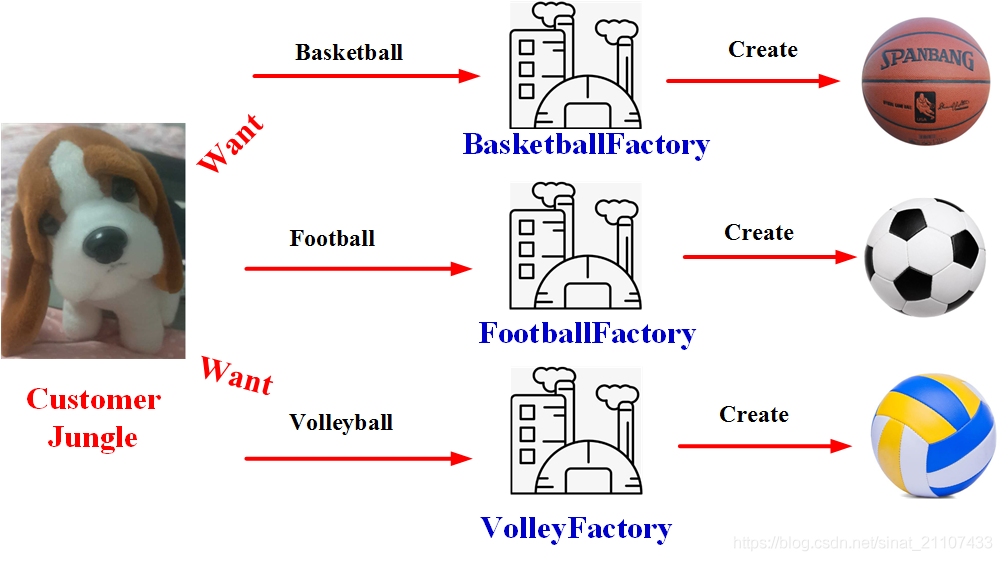 Basketball
Create
SPANBANG
Want
BasketballFactory
Football
Create
FootballFactory
Want
Customer
Jungle
Volleyball
Create
VolleyFactory
https://blog.csdn.net/sinat_21107433